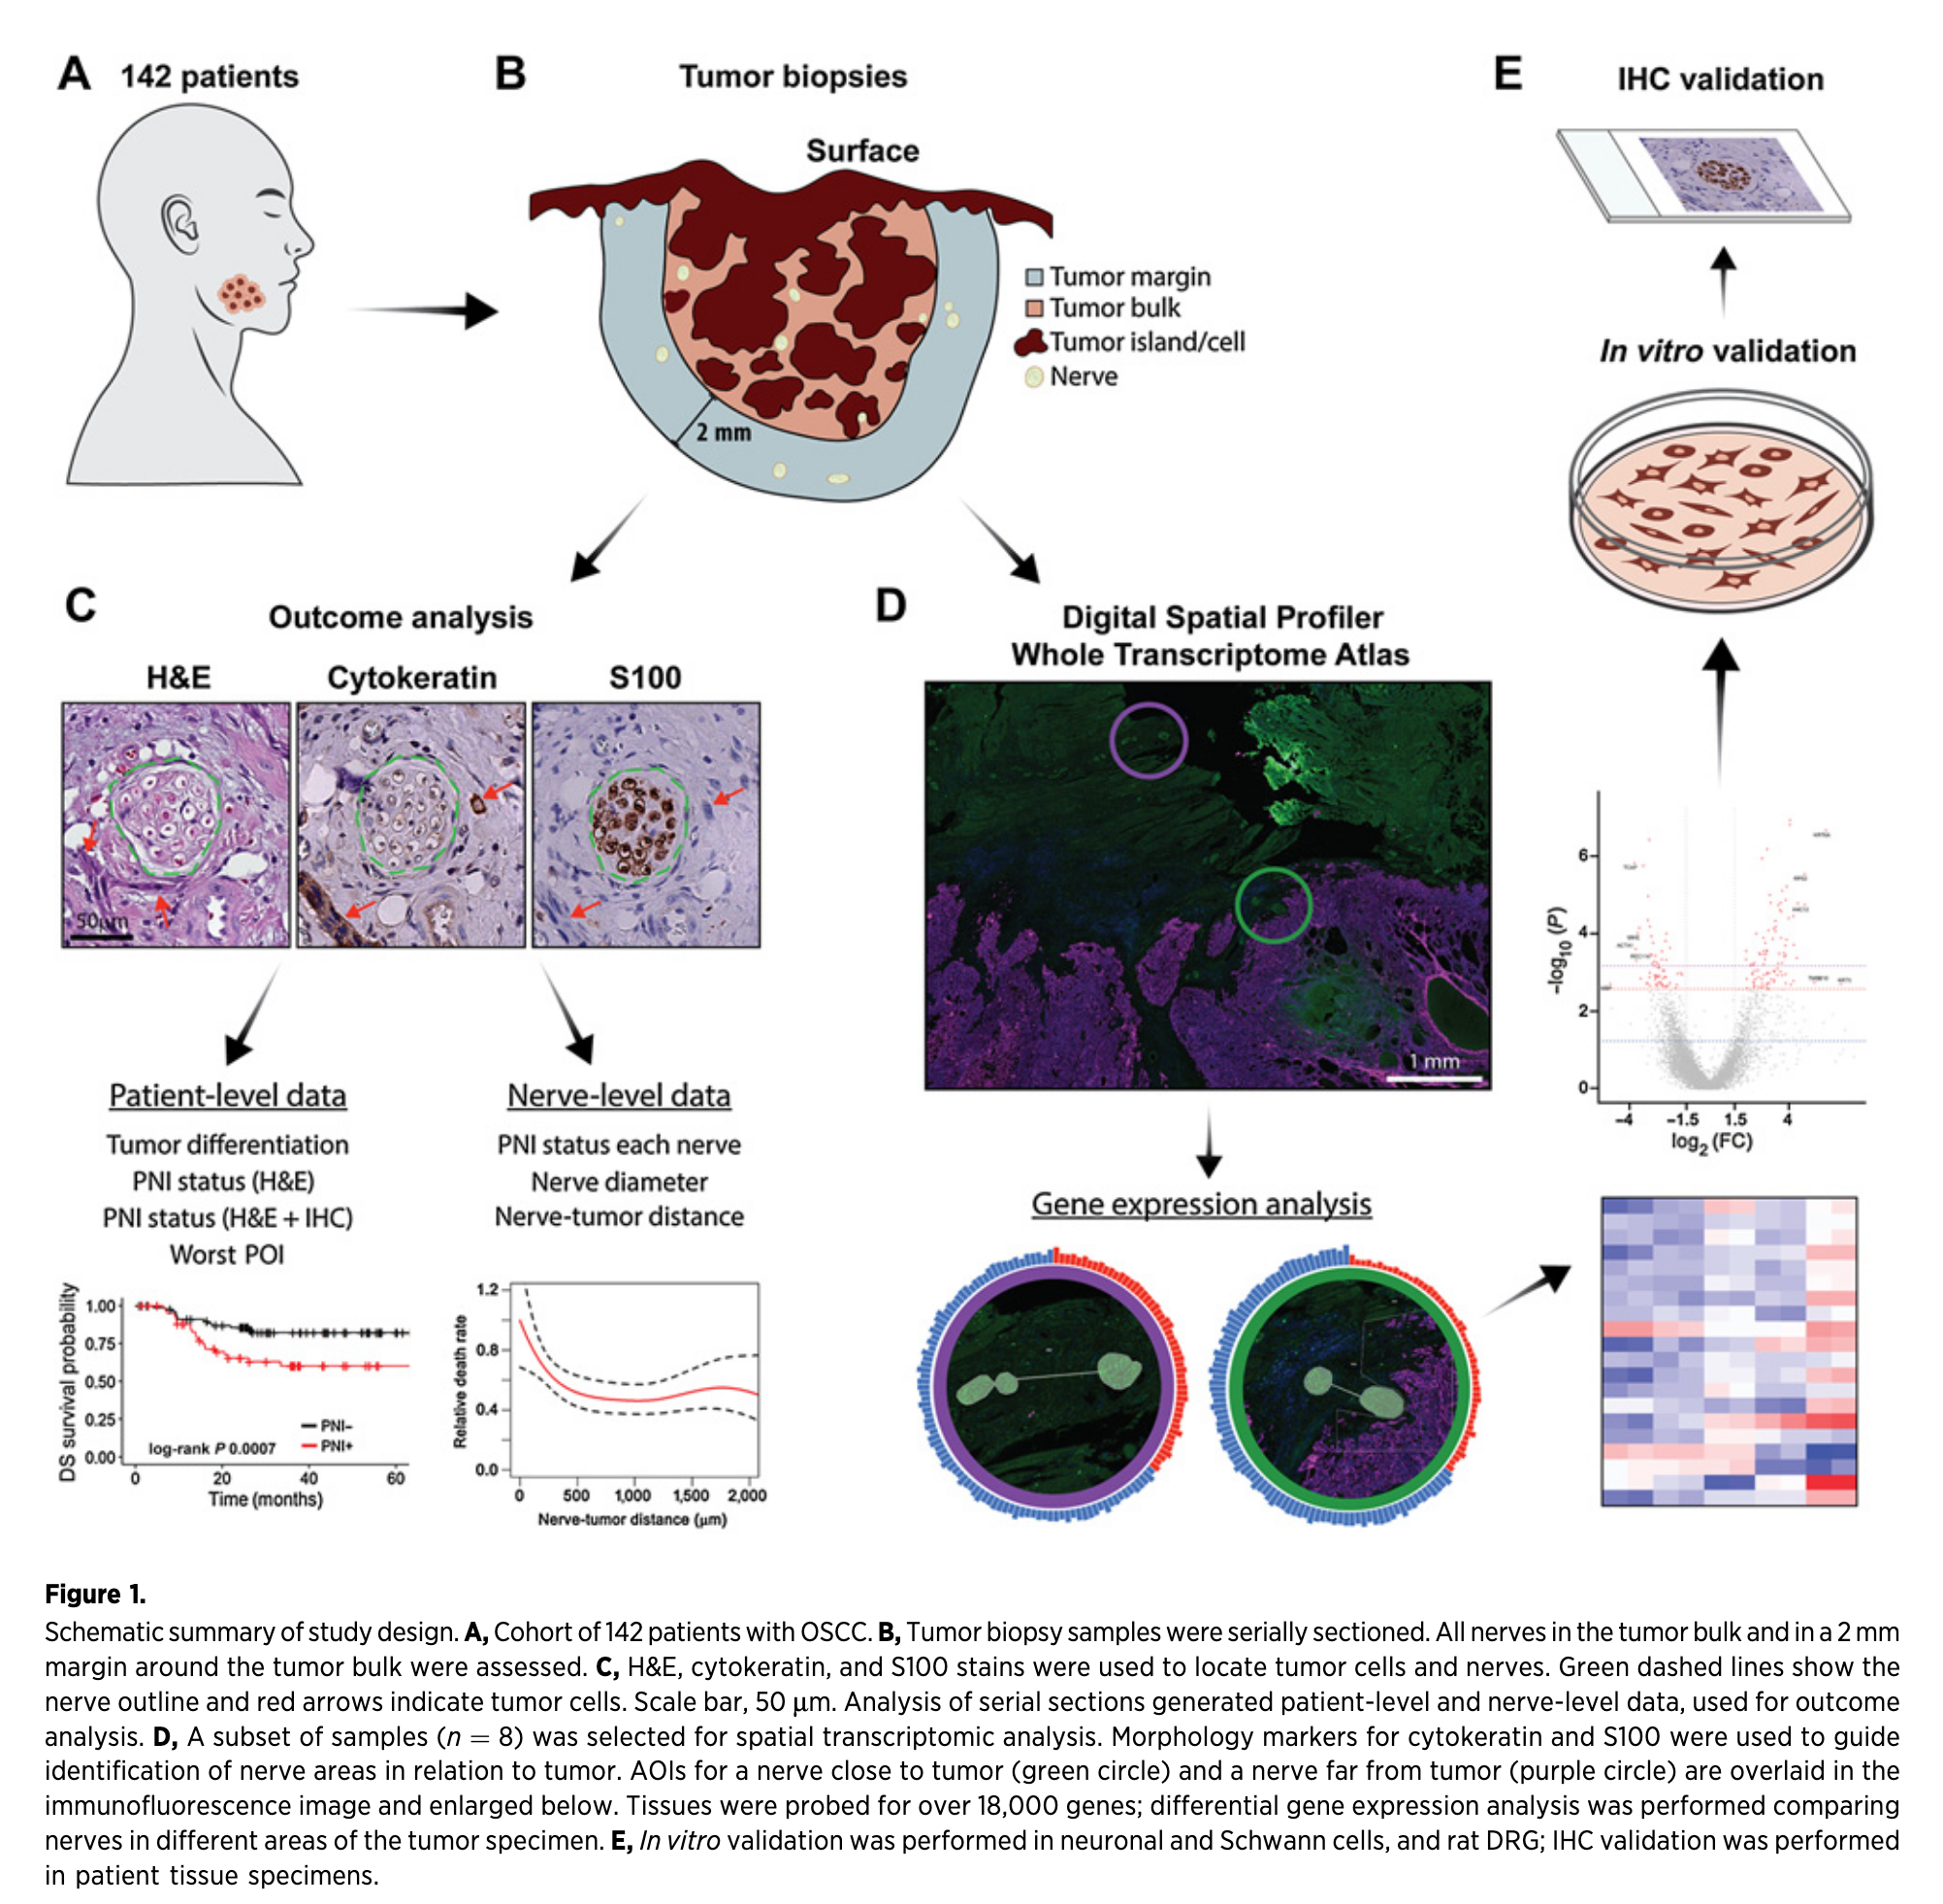 A 142 patients
B Tumor biopsies
Surface
Tumor margin
Tumor bulk
Tumor island/cell
Nerve
2 mm
E IHC validation
In vitro validation
C Outcome analysis
H&E
Cytokeratin
S100
50µm
Patient-level data
Tumor differentiation
PNI status (H&E)
PNI status (H&E + IHC)
Worst POI
DS survival probability
1.00
0.75
0.50
0.25
0.00
log-rank P 0.0007
PNI–
PNI+
0 20 40 60
Time (months)
Nerve-level data
PNI status each nerve
Nerve diameter
Nerve-tumor distance
Relative death rate
1.2
0.8
0.4
0.0
0 500 1,000 1,500 2,000
Nerve-tumor distance (µm)
D Digital Spatial Profiler
Whole Transcriptome Atlas
1 mm
Gene expression analysis
–log10 (P)
6
4
2
0
–4 –1.5 1.5 4
log2 (FC)
Figure 1.
Schematic summary of study design. A, Cohort of 142 patients with OSCC. B, Tumor biopsy samples were serially sectioned. All nerves in the tumor bulk and in a 2 mm
margin around the tumor bulk were assessed. C, H&E, cytokeratin, and S100 stains were used to locate tumor cells and nerves. Green dashed lines show the
nerve outline and red arrows indicate tumor cells. Scale bar, 50 µm. Analysis of serial sections generated patient-level and nerve-level data, used for outcome
analysis. D, A subset of samples (n = 8) was selected for spatial transcriptomic analysis. Morphology markers for cytokeratin and S100 were used to guide
identification of nerve areas in relation to tumor. AOIs for a nerve close to tumor (green circle) and a nerve far from tumor (purple circle) are overlaid in the
immunofluorescence image and enlarged below. Tissues were probed for over 18,000 genes; differential gene expression analysis was performed comparing
nerves in different areas of the tumor specimen. E, In vitro validation was performed in neuronal and Schwann cells, and rat DRG; IHC validation was performed
in patient tissue specimens.